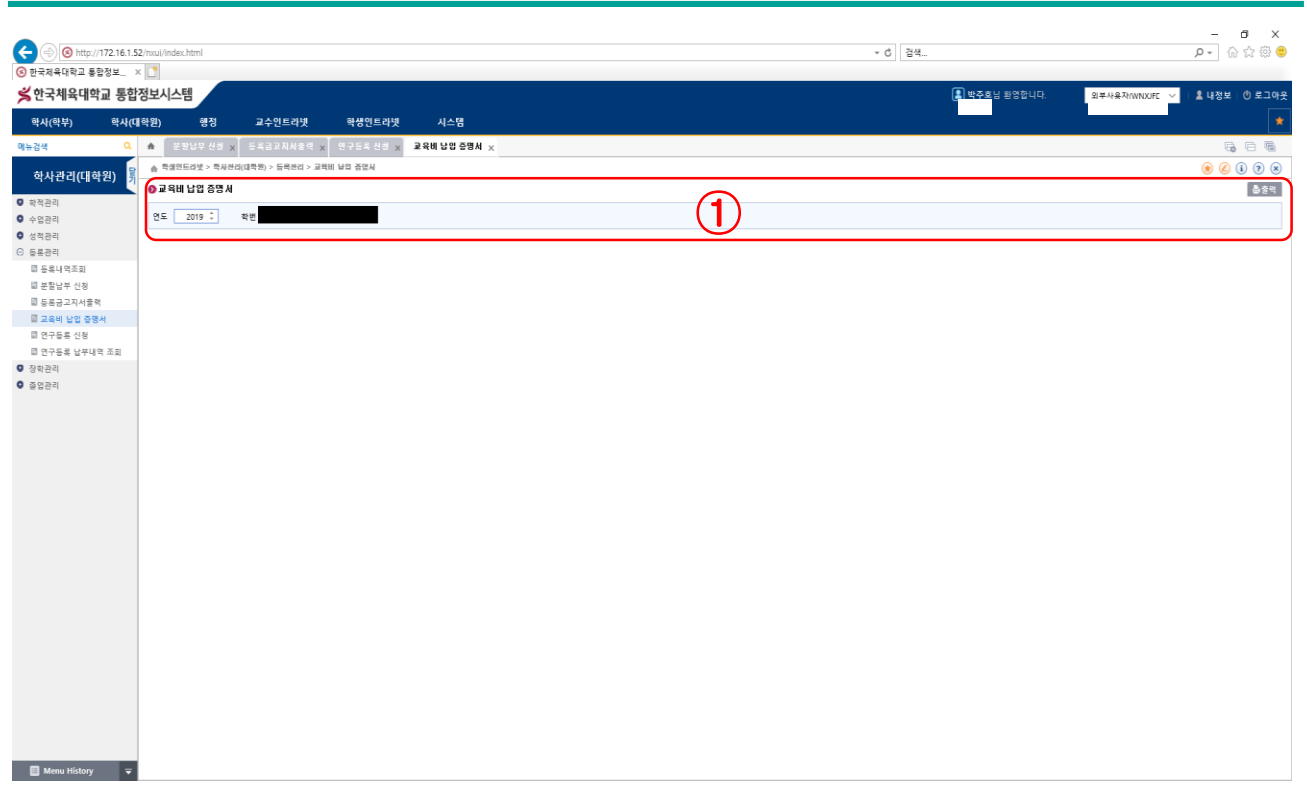 http://172.16.1.52/nxui/index.html
검색...
한국체육대학교 통합정보...
한국체육대학교 통합정보시스템
박주호님 환영합니다.
외부사용자/WNXUFE
내정보
로그아웃
학사(학부) 학사(대학원) 행정 교수인트라넷 학생인트라넷 시스템
메뉴검색
분할납부 신청 등록금고지서출력 연구등록 신청 교육비 납입 증명서
학사관리(대학원)
닫기
학생인트라넷 > 학사관리(대학원) > 등록관리 > 교육비 납입 증명서
교육비 납입 증명서
출력
연도 2019 학번
①
학적관리
수업관리
성적관리
등록관리
등록내역조회
분할납부 신청
등록금고지서출력
교육비 납입 증명서
연구등록 신청
연구등록 납부내역 조회
장학관리
졸업관리
Menu History